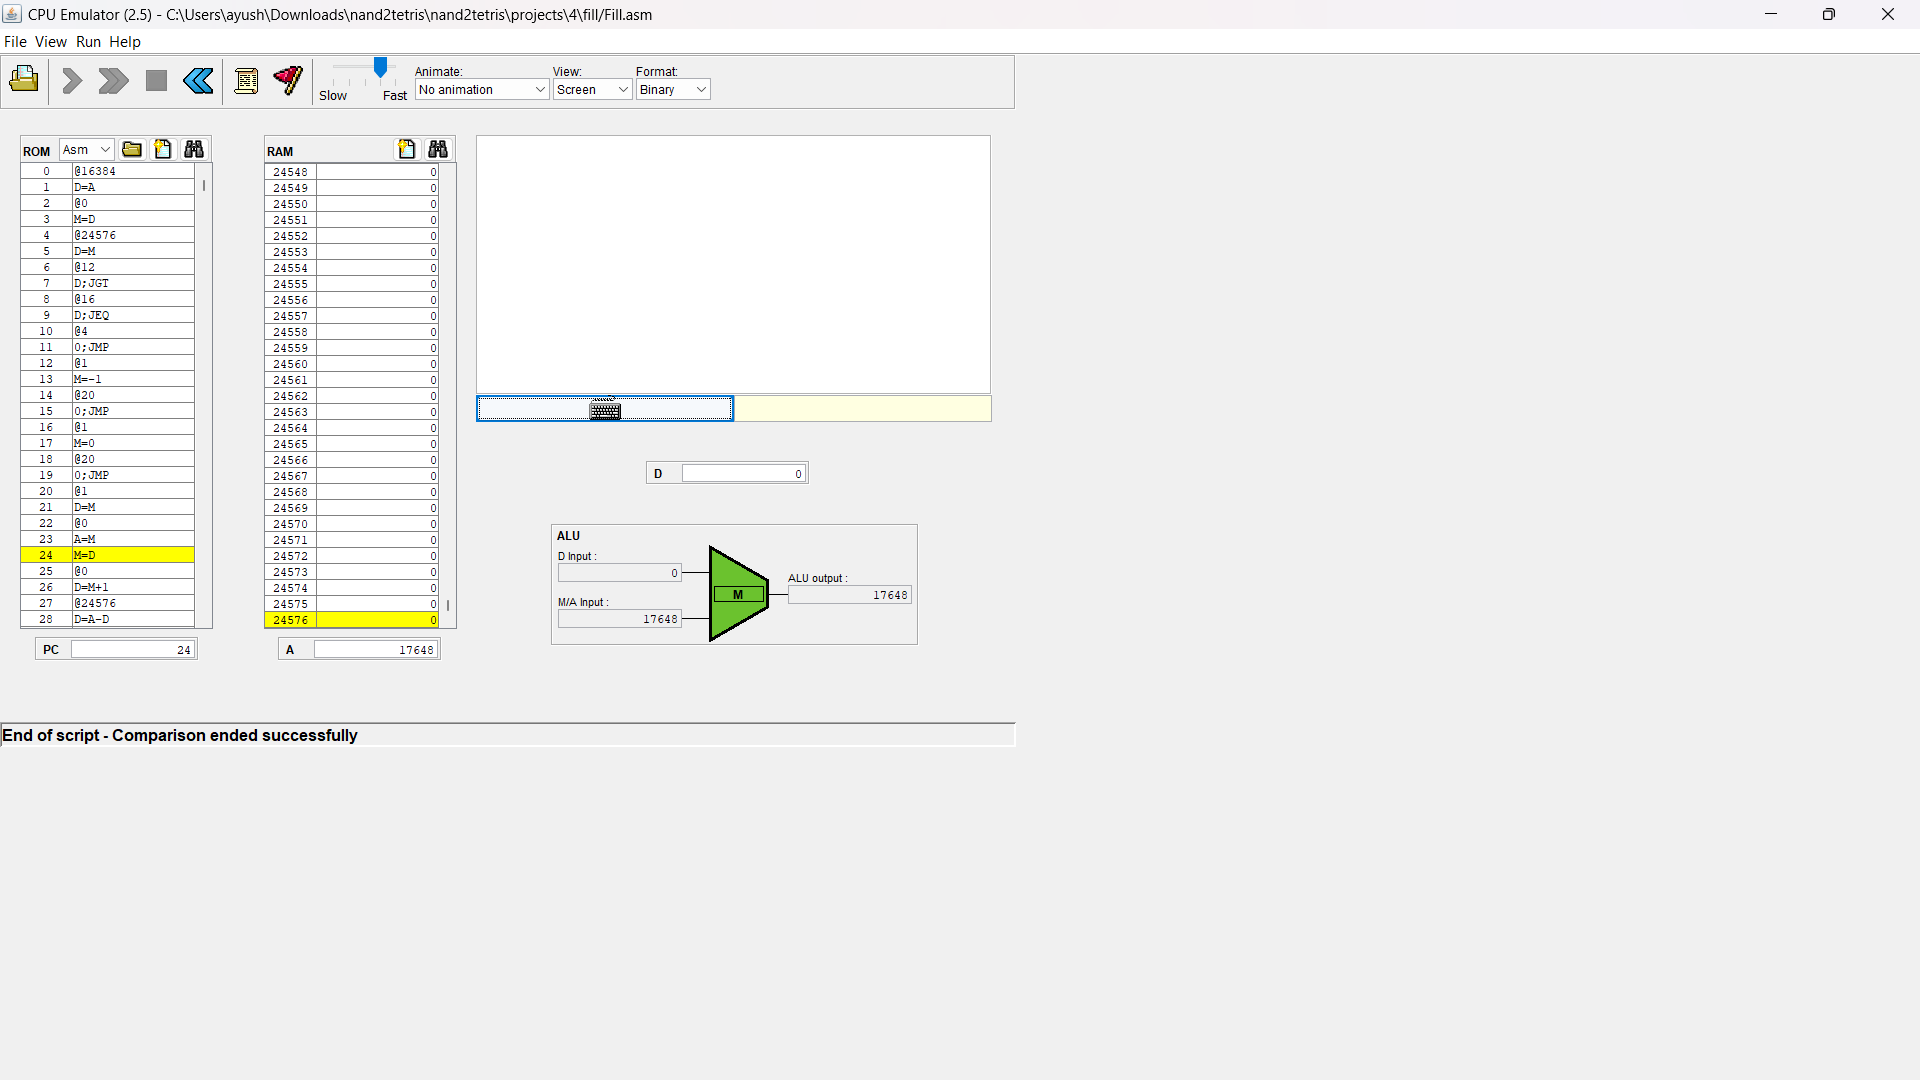 CPU Emulator (2.5) - C:\Users\ayush\Downloads\nand2tetris\nand2tetris\projects\4\fill/Fill.asm
File View Run Help
Slow Fast
Animate: View: Format:
No animation Screen Binary
ROM Asm
0 @16384
1 D=A
2 @0
3 M=D
4 @24576
5 D=M
6 @12
7 D;JGT
8 @16
9 D;JEQ
10 @4
11 0;JMP
12 @1
13 M=-1
14 @20
15 0;JMP
16 @1
17 M=0
18 @20
19 0;JMP
20 @1
21 D=M
22 @0
23 A=M
24 M=D
25 @0
26 D=M+1
27 @24576
28 D=A-D
PC 24
RAM
24548 0
24549 0
24550 0
24551 0
24552 0
24553 0
24554 0
24555 0
24556 0
24557 0
24558 0
24559 0
24560 0
24561 0
24562 0
24563 0
24564 0
24565 0
24566 0
24567 0
24568 0
24569 0
24570 0
24571 0
24572 0
24573 0
24574 0
24575 0
24576 0
A 17648
D 0
ALU
D Input :
0
M/A Input :
17648
M
ALU output :
17648
End of script - Comparison ended successfully